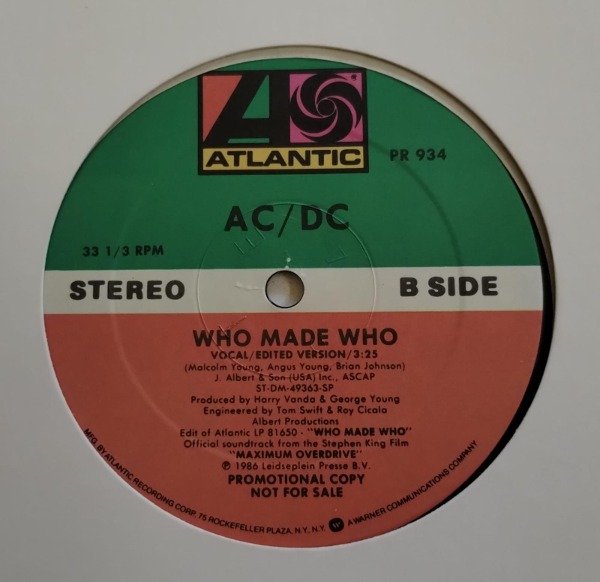 ATLANTIC
®
PR 934
AC/DC
33 1/3 RPM
STEREO
B SIDE
WHO MADE WHO
VOCAL/EDITED VERSION/3:25
(Malcolm Young, Angus Young, Brian Johnson)
J. Albert & Son (USA) Inc., ASCAP
ST-DM-49363-SP
Produced by Harry Vanda & George Young
Engineered by Tom Swift & Roy Cicala
Albert Productions
Edit of Atlantic LP 81650 - "WHO MADE WHO"
Official soundtrack from the Stephen King Film
"MAXIMUM OVERDRIVE"
℗ 1986 Leidseplein Presse B.V.
PROMOTIONAL COPY
NOT FOR SALE
MFG. BY ATLANTIC RECORDING CORP. 75 ROCKEFELLER PLAZA, N.Y. N.Y. A WARNER COMMUNICATIONS COMPANY